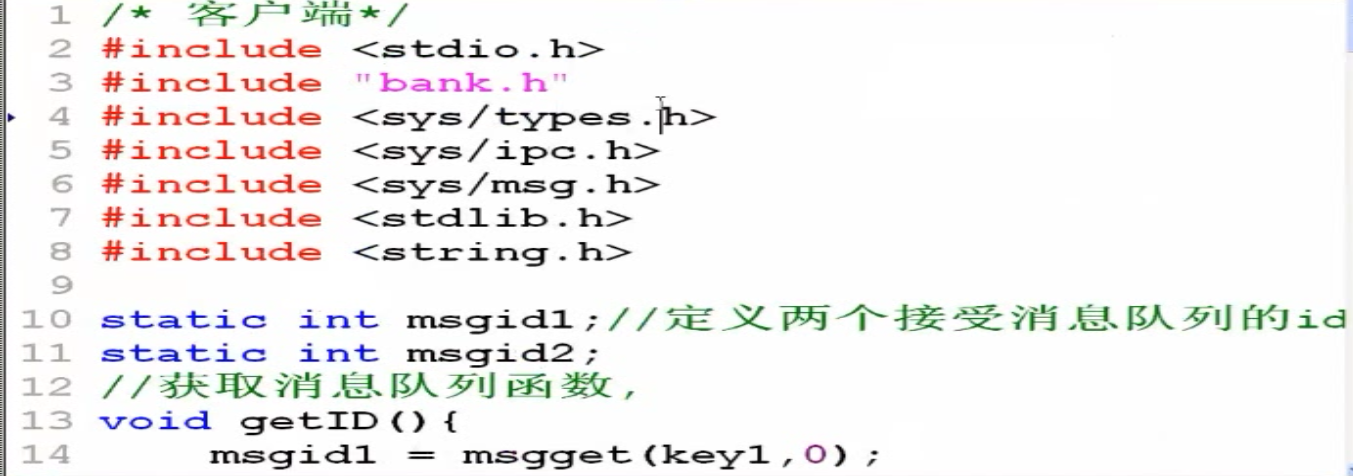 1 /* 客户端*/
2 #include <stdio.h>
3 #include "bank.h"
4 #include <sys/types.h>
5 #include <sys/ipc.h>
6 #include <sys/msg.h>
7 #include <stdlib.h>
8 #include <string.h>
9
10 static int msgid1;//定义两个接受消息队列的id
11 static int msgid2;
12 //获取消息队列函数,
13 void getID(){
14 msgid1 = msgget(key1,0);